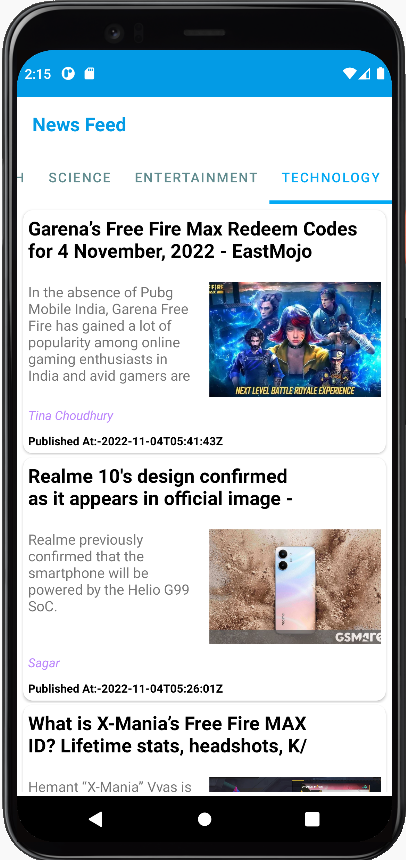 2:15
News Feed
H SCIENCE ENTERTAINMENT TECHNOLOGY
Garena's Free Fire Max Redeem Codes
for 4 November, 2022 - EastMojo
In the absence of Pubg
Mobile India, Garena Free
Fire has gained a lot of
popularity among online
gaming enthusiasts in
India and avid gamers are
FIRE
NEXT LEVEL BATTLE ROYALE EXPERIENCE
Tina Choudhury
Published At:-2022-11-04T05:41:43Z
Realme 10's design confirmed
as it appears in official image -
Realme previously
confirmed that the
smartphone will be
powered by the Helio G99
SoC.
GSMARE
Sagar
Published At:-2022-11-04T05:26:01Z
What is X-Mania's Free Fire MAX
ID? Lifetime stats, headshots, K/
Hemant "X-Mania" Vyas is